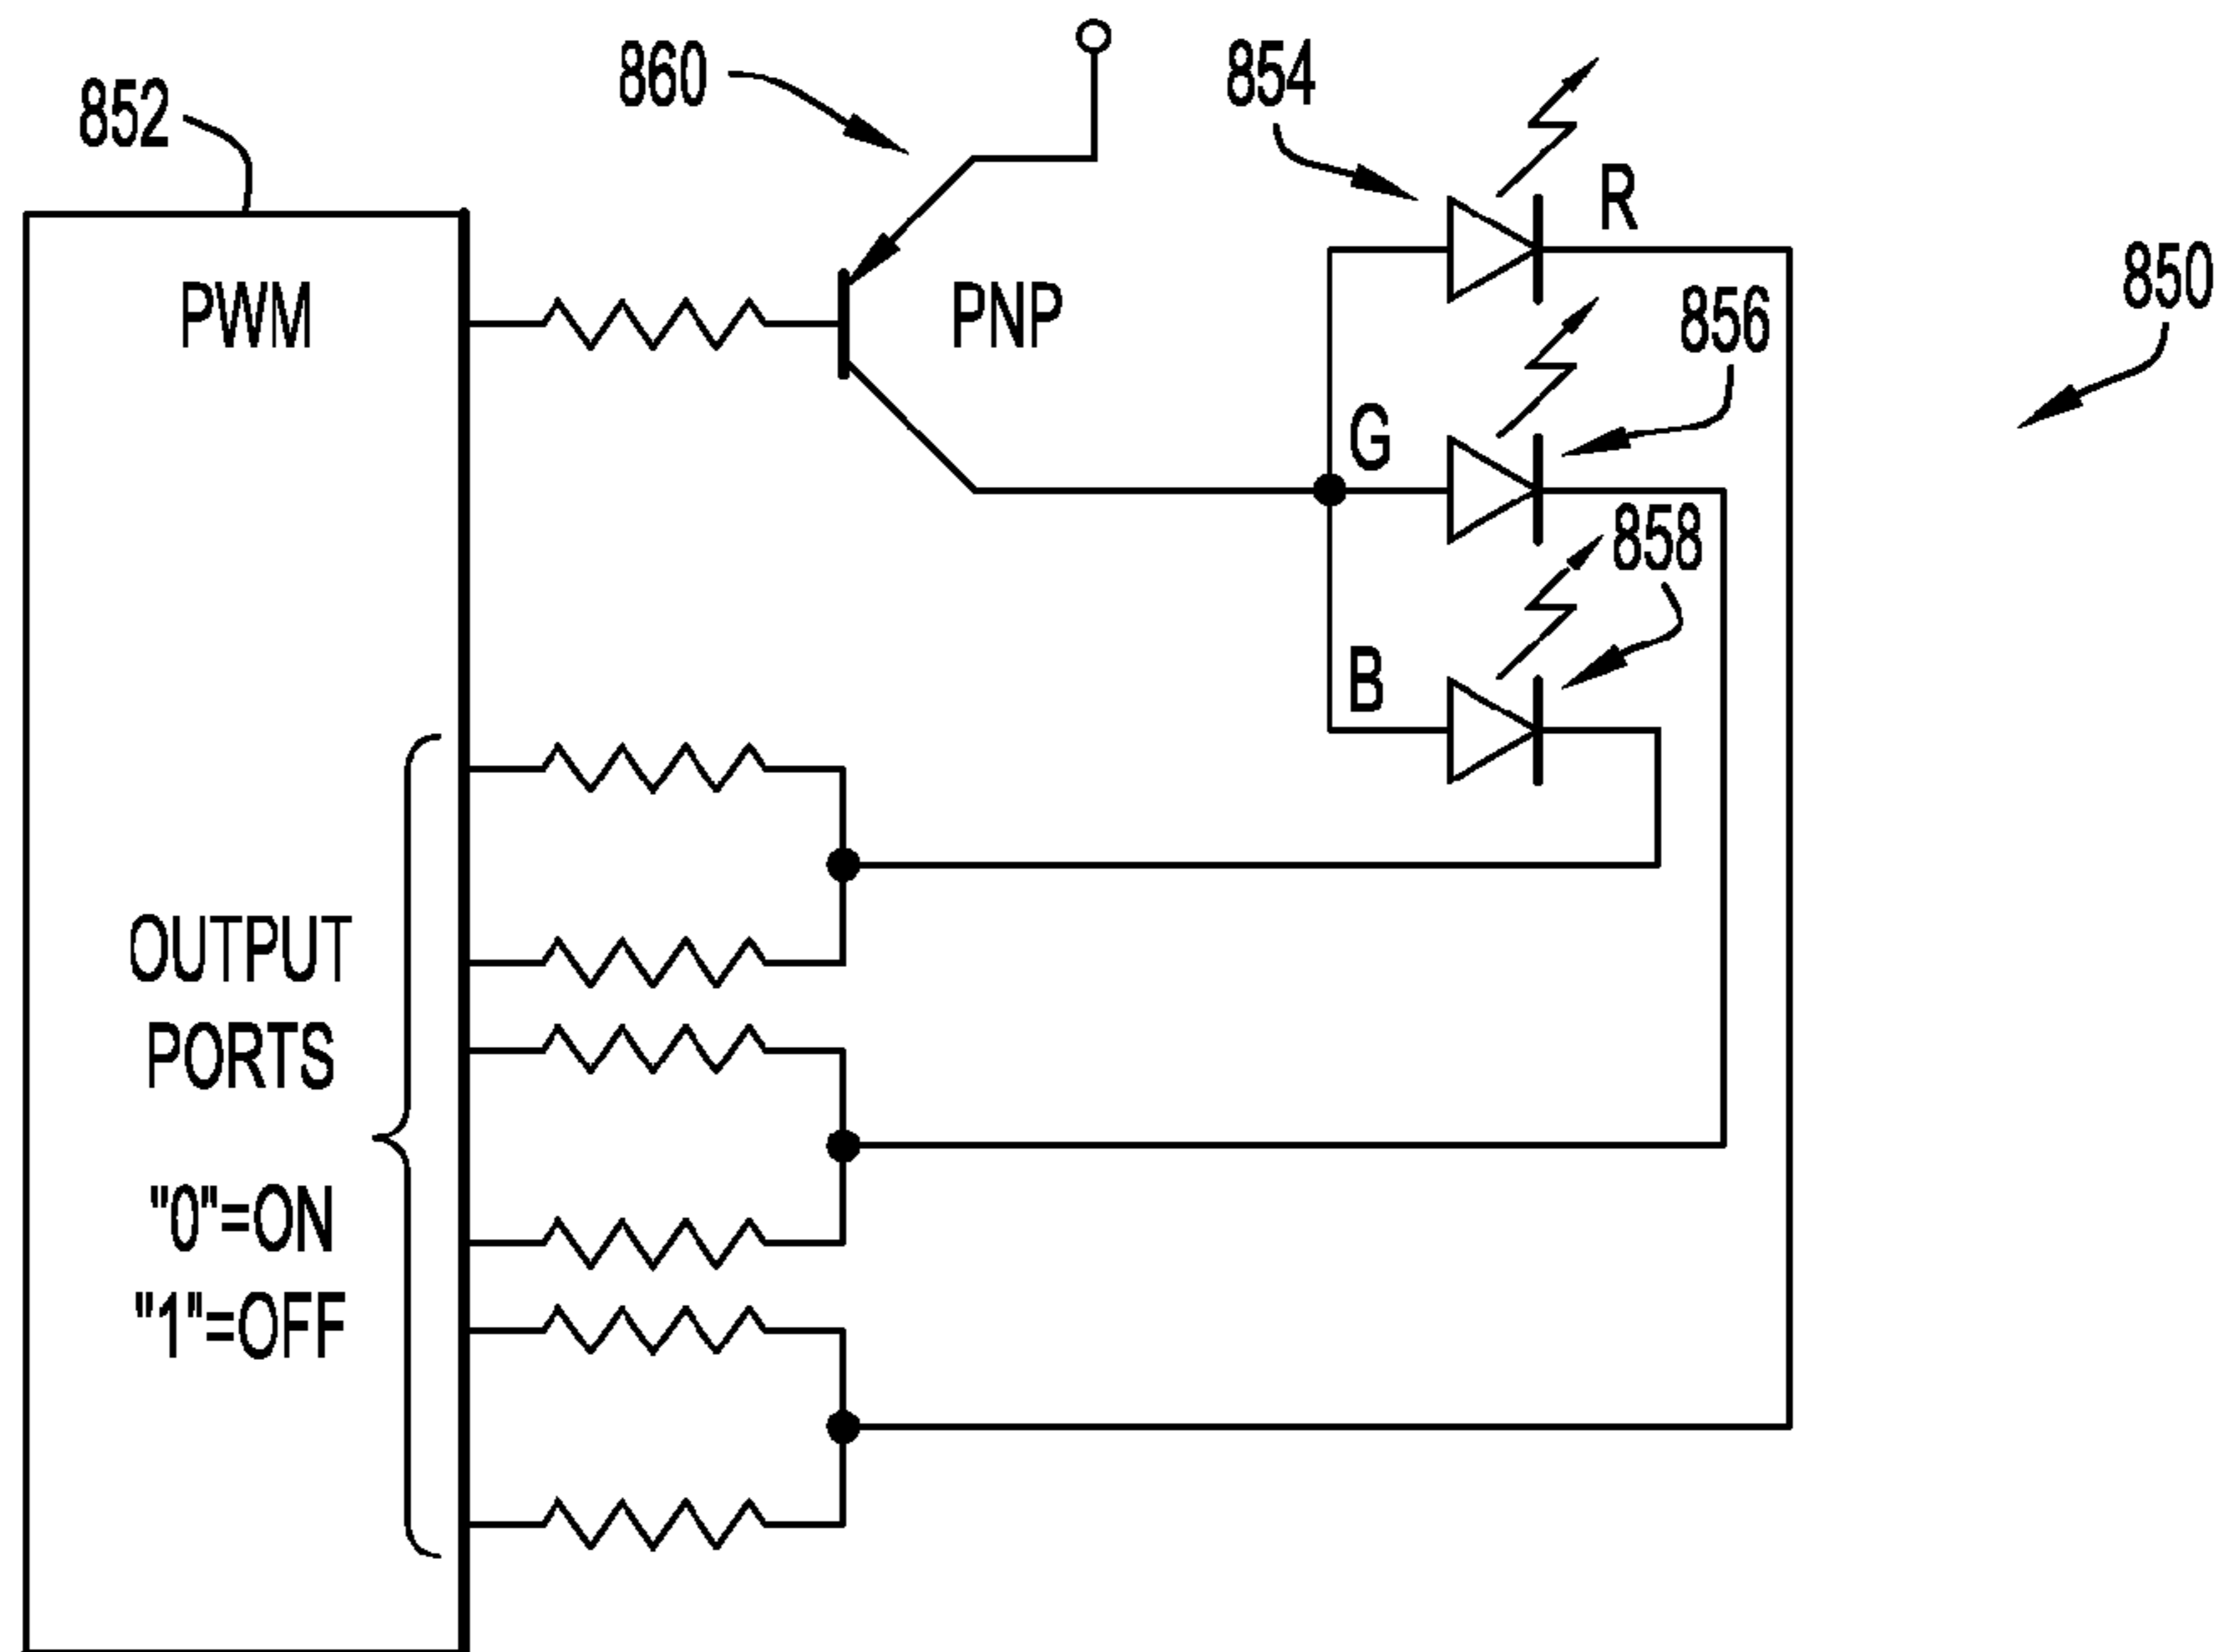 860
854
852
R
850
PWM
PNP
856
G
858
B
OUTPUT
PORTS
"0"=ON
"1"=OFF